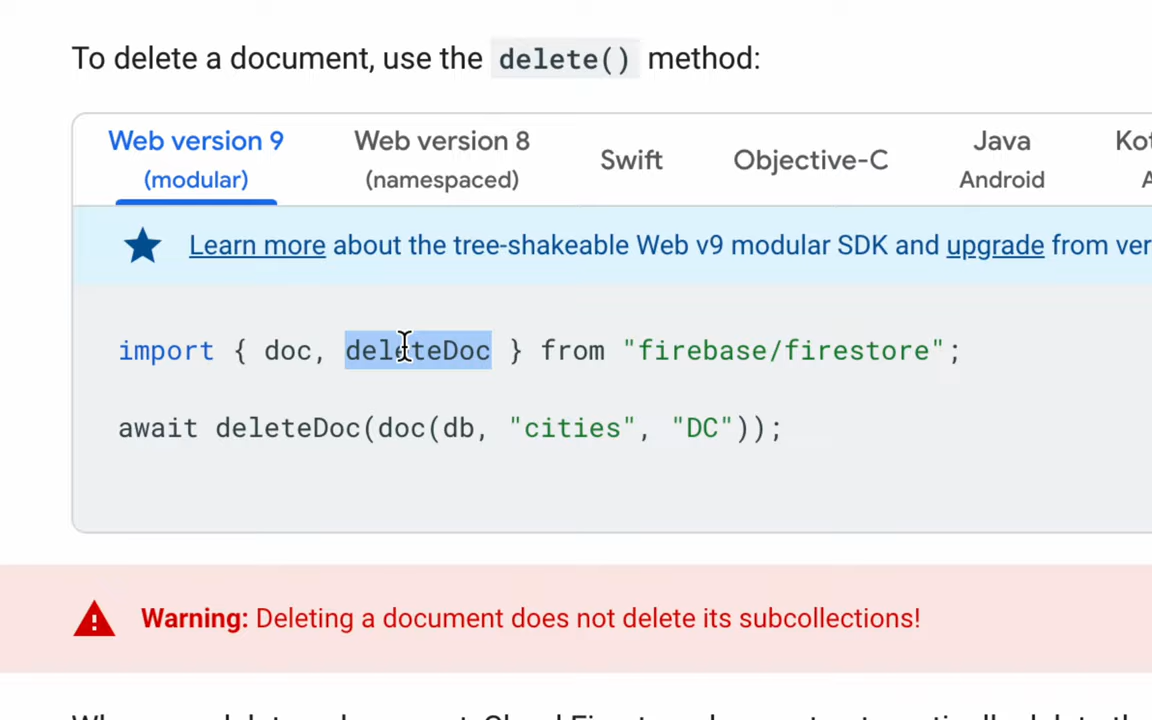 To delete a document, use the delete() method:
Web version 9 (modular)
Web version 8 (namespaced)
Swift
Objective-C
Java Android
Learn more about the tree-shakeable Web v9 modular SDK and upgrade from
import { doc, deleteDoc } from "firebase/firestore";
await deleteDoc(doc(db, "cities", "DC"));
Warning: Deleting a document does not delete its subcollections!